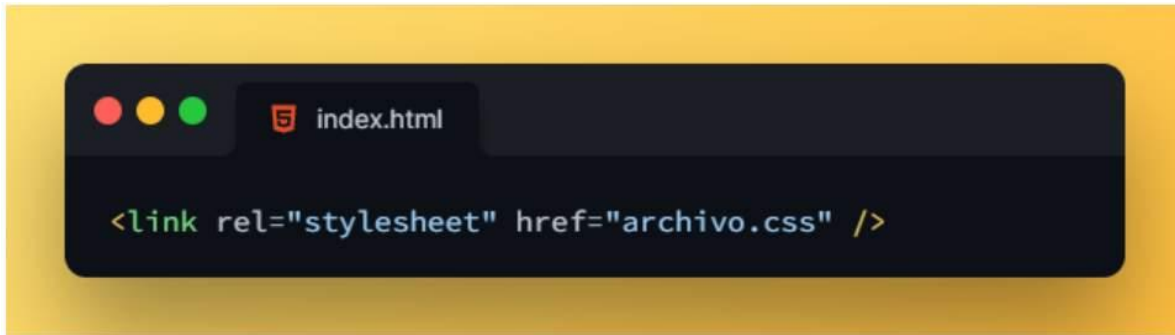 index.html
<link rel="stylesheet" href="archivo.css" />